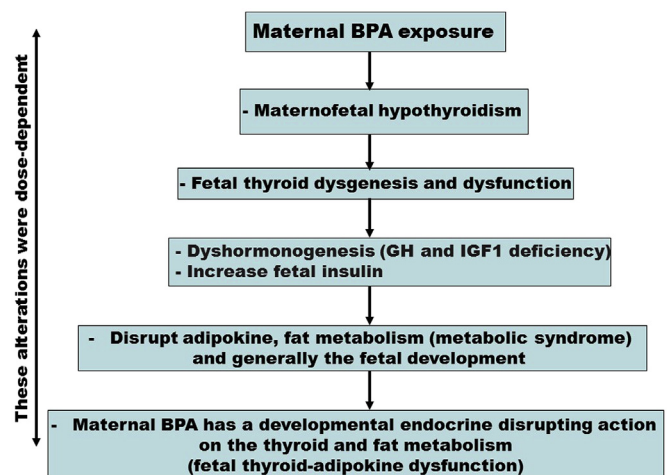 Maternal BPA exposure
- Maternofetal hypothyroidism
- Fetal thyroid dysgenesis and dysfunction
- Dyshormonogenesis (GH and IGF1 deficiency)
- Increase fetal insulin
- Disrupt adipokine, fat metabolism (metabolic syndrome)
and generally the fetal development
- Maternal BPA has a developmental endocrine disrupting action
on the thyroid and fat metabolism
(fetal thyroid-adipokine dysfunction)
These alterations were dose-dependent